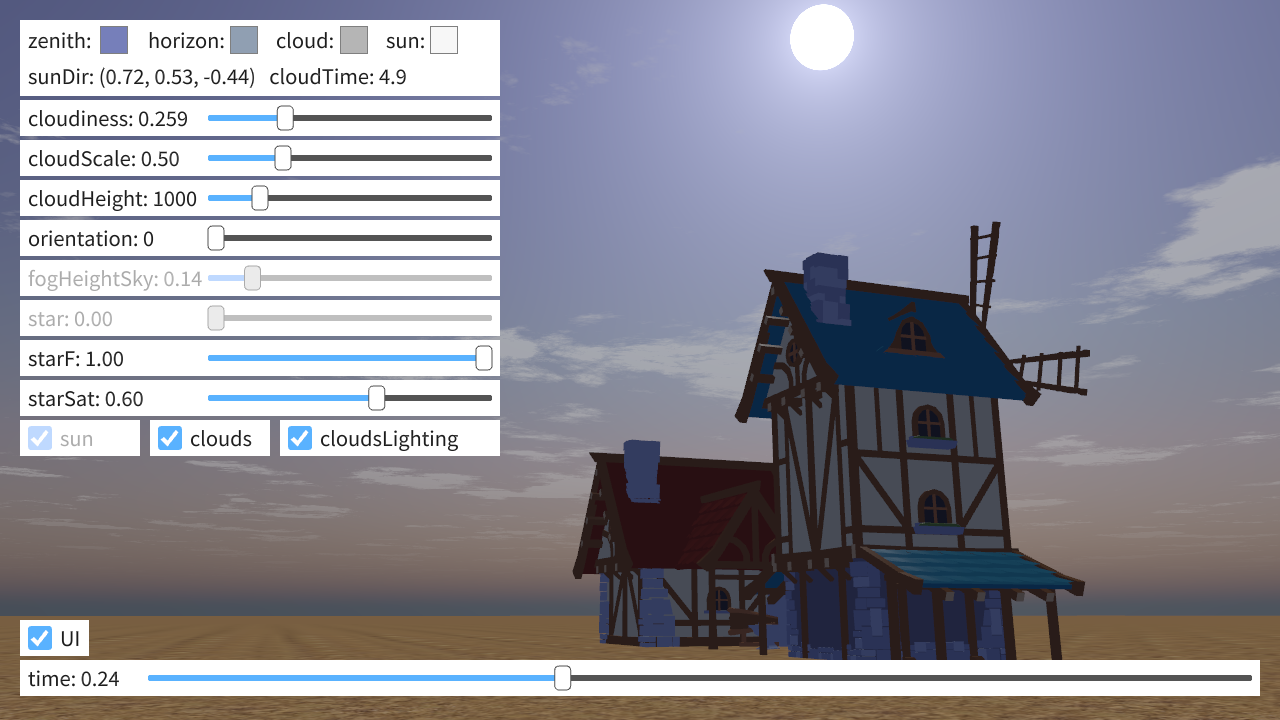 zenith: horizon: cloud: sun:
sunDir: (0.72, 0.53, -0.44) cloudTime: 4.9
cloudiness: 0.259
cloudScale: 0.50
cloudHeight: 1000
orientation: 0
fogHeightSky: 0.14
star: 0.00
starF: 1.00
starSat: 0.60
sun clouds cloudsLighting
UI
time: 0.24